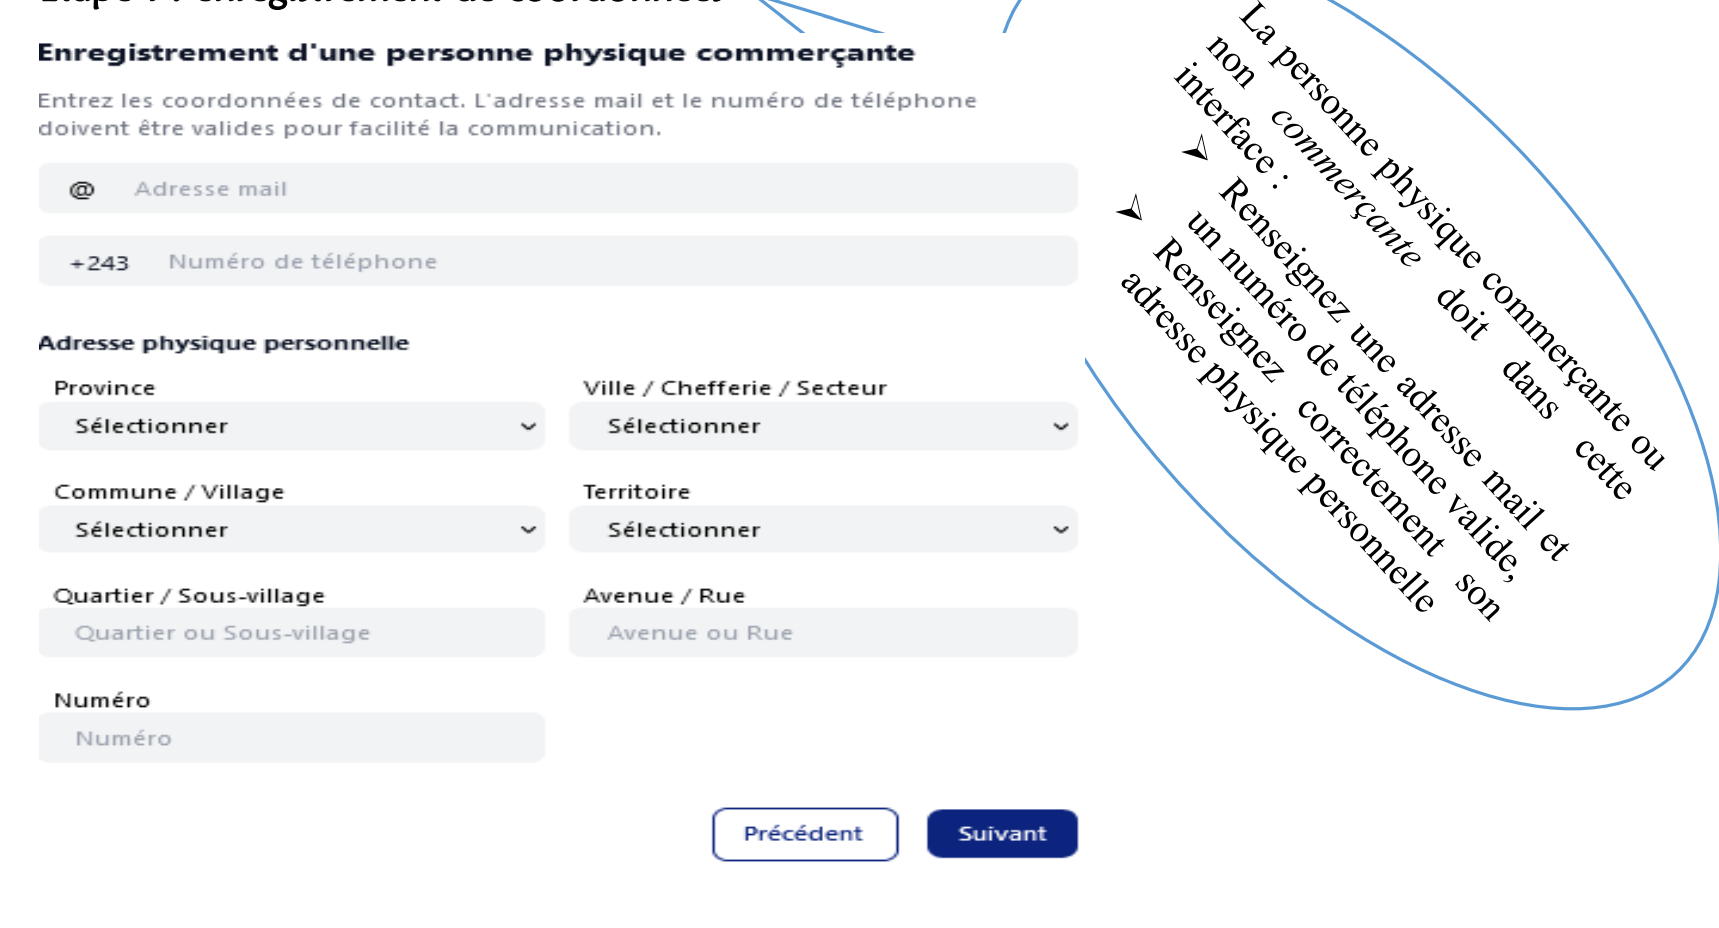 enregistrement de coordonnées
Enregistrement d'une personne physique commerçante
Entrez les coordonnées de contact. L'adresse mail et le numéro de téléphone
doivent être valides pour facilité la communication.
@ Adresse mail
+243 Numéro de téléphone
Adresse physique personnelle
Province
Ville / Chefferie / Secteur
Sélectionner
Sélectionner
Commune / Village
Territoire
Sélectionner
Sélectionner
Quartier / Sous-village
Avenue / Rue
Quartier ou Sous-village
Avenue ou Rue
Numéro
Numéro
Précédent
Suivant
La personne physique commerçante ou
non commerçante doit dans cette
interface :
➢ Renseignez une adresse mail et
un numéro de téléphone valide,
➢ Renseignez correctement son
adresse physique personnelle